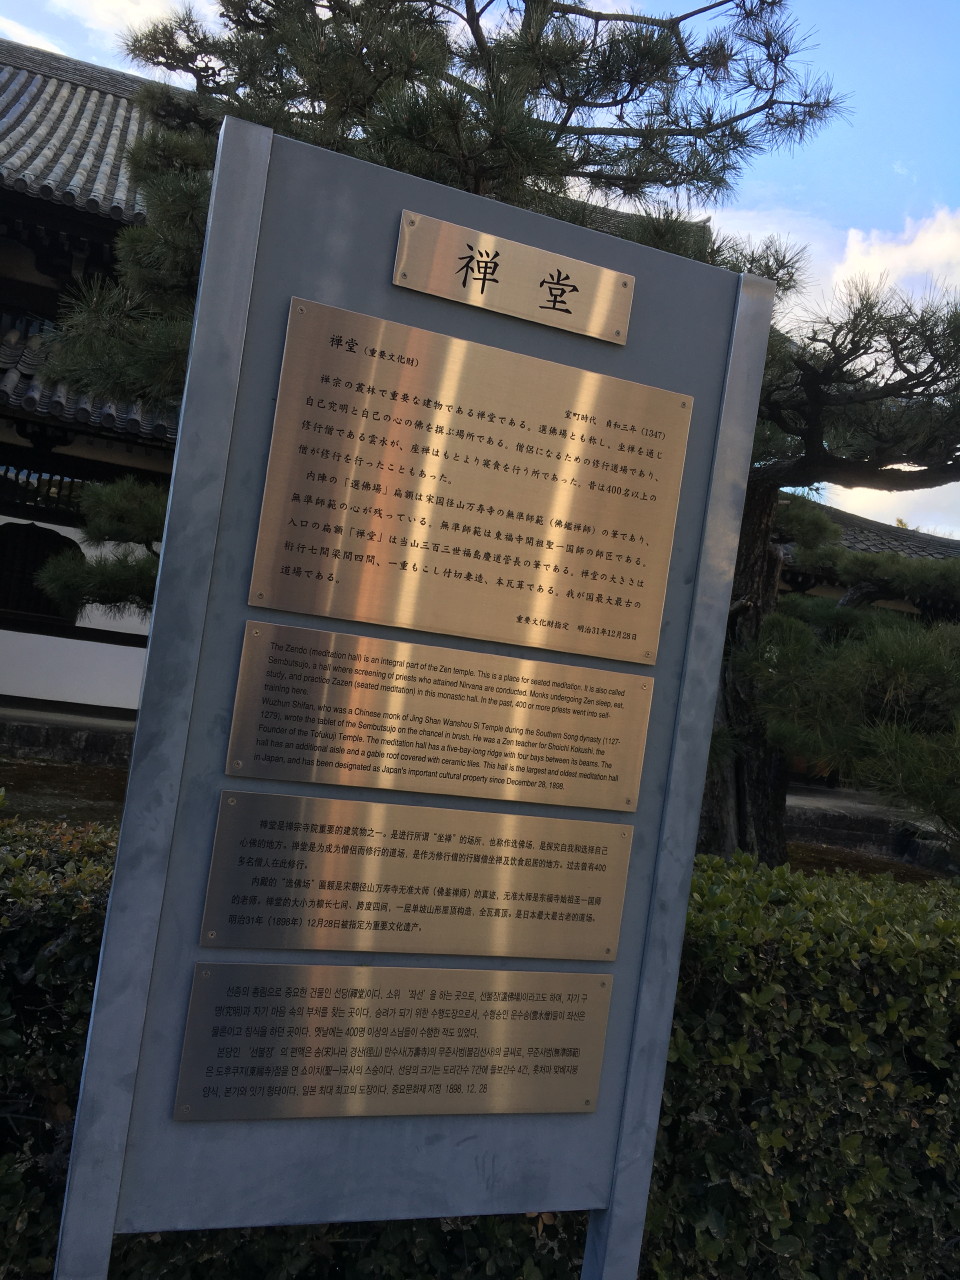 禅堂
禅堂（重要文化財）
室町時代　貞和三年（1347）
禅宗の叢林で重要な建物である禅堂である。選佛場とも称し、坐禅を通じ
自己究明と自己の心の佛を選ぶ場所である。僧侶になるための修行道場であり、
修行僧である雲水が、座禅はもとより寝食を行う所であった。昔は400名以上の
僧が修行を行ったこともあった。
内陣の「選佛場」扁額は宋国径山万寿寺の無準師範（佛鑑禅師）の筆であり、
無準師範の心が残っている。無準師範は東福寺開祖聖一国師の師匠である。
入口の扁額「禅堂」は当山三百三世福島慶道管長の筆である。禅堂の大きさは
桁行七間梁間四間、一重もこし付切妻造、本瓦葺である。我が国最大最古の
道場である。
重要文化財指定　明治31年12月28日
The Zendo (meditation hall) is an integral part of the Zen temple. This is a place for seated meditation. It is also called
Sembutsujo, a hall where screening of priests who attained Nirvana are conducted. Monks undergoing Zen sleep, eat,
study, and practice Zazen (seated meditation) in this monastic hall. In the past, 400 or more priests went into self-
training here.
Wuzhun Shifan, who was a Chinese monk of Jing Shan Wanshou Si Temple during the Southern Song dynasty (1127-
1279), wrote the tablet of the Sembutsujo on the chancel in brush. He was a Zen teacher for Shoichi Kokushi, the
Founder of the Tofukuji Temple. The meditation hall has a five-bay-long ridge with four bays between its beams. The
hall has an additional aisle and a gable roof covered with ceramic tiles. This hall is the largest and oldest meditation hall
in Japan, and has been designated as Japan's important cultural property since December 28, 1898.
禅堂是禅宗寺院重要的建筑物之一。是进行所谓“坐禅”的场所，也称作选佛场，是探究自我和选择自己
心佛的地方。禅堂是为成为僧侣而修行的道场，是作为修行僧的行脚僧坐禅及饮食起居的地方。过去曾有400
多名僧人在此修行。
内殿的“选佛场”匾额是宋朝径山万寿寺无准大师（佛鉴禅师）的真迹，无准大师是东福寺始祖圣一国师
的老师。禅堂的大小为檩长七间、跨度四间，一层单坡山形屋顶构造，全瓦葺顶。是日本最大最古老的道场。
明治31年（1898年）12月28日被指定为重要文化遗产。
선종의 총림으로 중요한 건물인 선당(禪堂)이다. 소위 ‘좌선’을 하는 곳으로, 선불장(選佛場)이라고도 하며, 자기 구
명(究明)과 자기 마음 속의 부처를 찾는 곳이다. 승려가 되기 위한 수행도장으로서, 수행승인 운수승(雲水僧)들이 좌선은
물론이고 침식을 하던 곳이다. 옛날에는 400명 이상의 스님들이 수행한 적도 있었다.
본당인 ‘선불장’의 편액은 송(宋)나라 경산(径山) 만수사(万壽寺)의 무준사범(불감선사)의 글씨로, 무준사범(無準師範)
은 도후쿠지(東福寺)절을 연 쇼이치(聖一)국사의 스승이다. 선당의 크기는 도리간수 7간에 들보간수 4간, 홑처마 맞배지붕
양식, 본기와 잇기 형태이다. 일본 최대 최고의 도장이다. 중요문화재 지정 1898. 12. 28